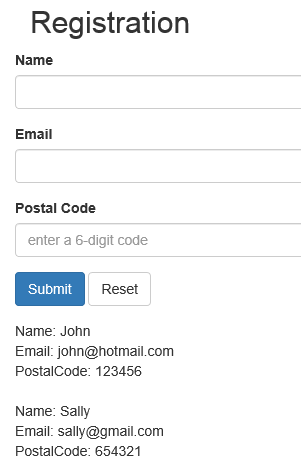 Registration
Name
Email
Postal Code
enter a 6-digit code
Submit Reset
Name: John
Email: john@hotmail.com
PostalCode: 123456
Name: Sally
Email: sally@gmail.com
PostalCode: 654321